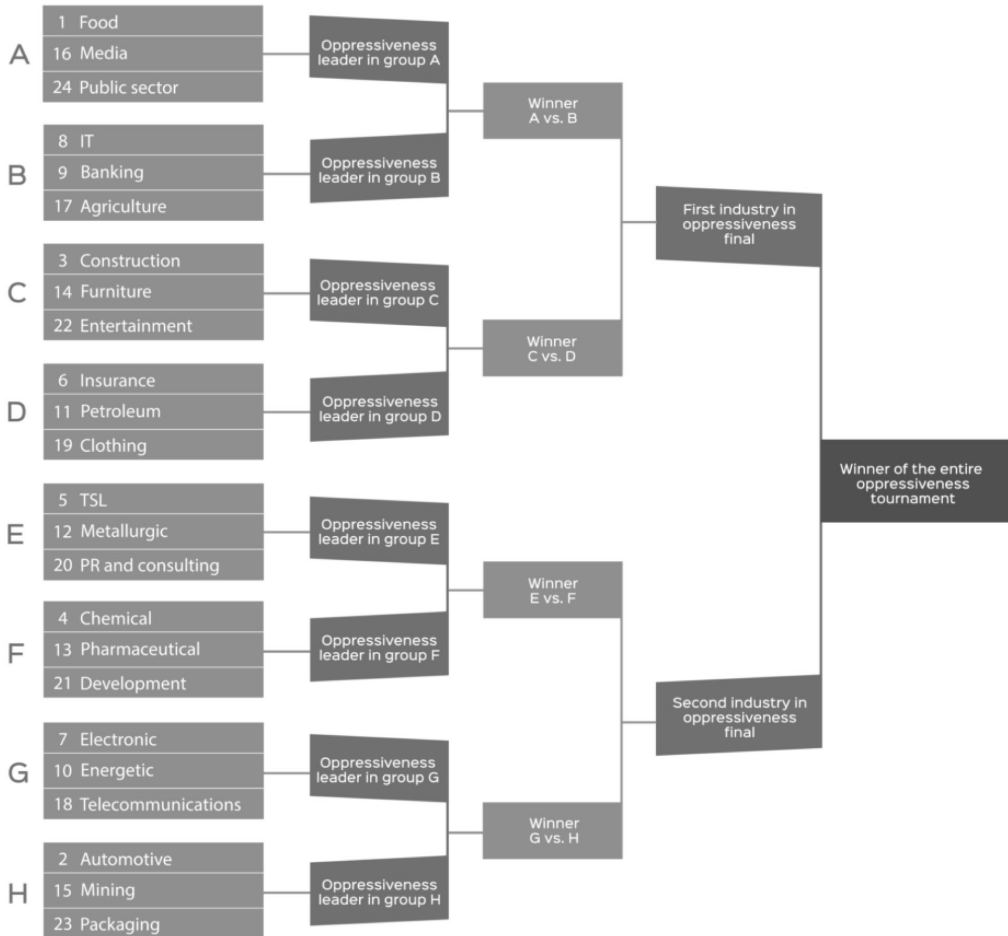 A
1 Food
16 Media
24 Public sector
Oppressiveness
leader in group A
B
8 IT
9 Banking
17 Agriculture
Oppressiveness
leader in group B
Winner
A vs. B
C
3 Construction
14 Furniture
22 Entertainment
Oppressiveness
leader in group C
D
6 Insurance
11 Petroleum
19 Clothing
Oppressiveness
leader in group D
Winner
C vs. D
First industry in
oppressiveness
final
E
5 TSL
12 Metallurgic
20 PR and consulting
Oppressiveness
leader in group E
F
4 Chemical
13 Pharmaceutical
21 Development
Oppressiveness
leader in group F
Winner
E vs. F
G
7 Electronic
10 Energetic
18 Telecommunications
Oppressiveness
leader in group G
H
2 Automotive
15 Mining
23 Packaging
Oppressiveness
leader in group H
Winner
G vs. H
Second industry in
oppressiveness
final
Winner of the entire
oppressiveness
tournament